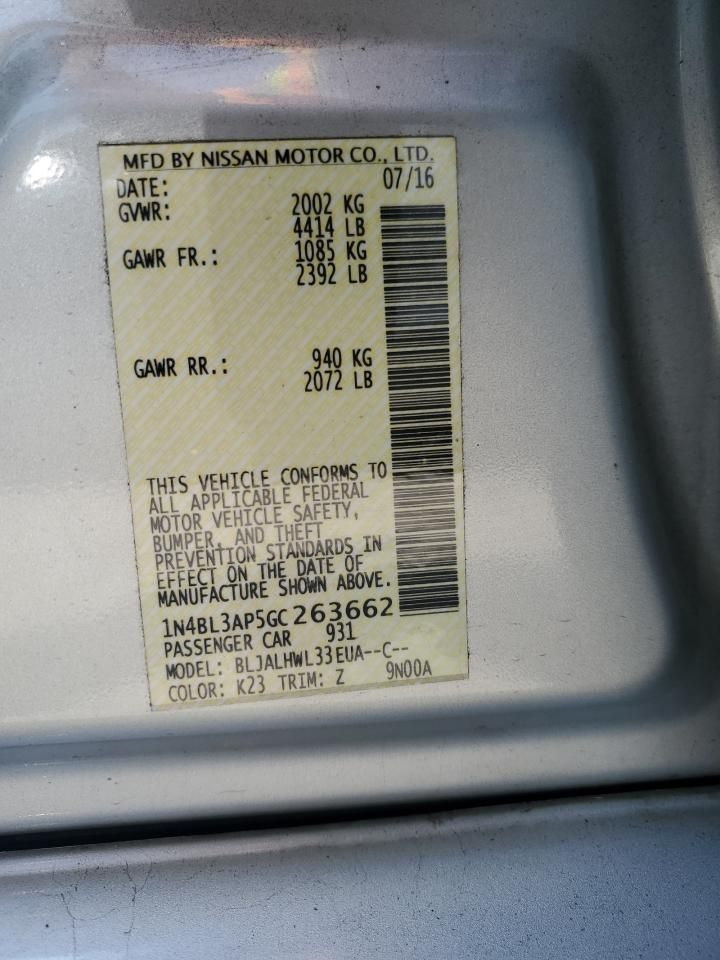 MFD BY NISSAN MOTOR CO., LTD.
DATE: 07/16
GVWR: 2002 KG
4414 LB
GAWR FR.: 1085 KG
2392 LB
GAWR RR.: 940 KG
2072 LB
THIS VEHICLE CONFORMS TO
ALL APPLICABLE FEDERAL
MOTOR VEHICLE SAFETY,
BUMPER, AND THEFT
PREVENTION STANDARDS IN
EFFECT ON THE DATE OF
MANUFACTURE SHOWN ABOVE.
1N4BL3AP5GC263662
PASSENGER CAR 931
MODEL: BLJALHWL33EUA--C--
COLOR: K23 TRIM: Z 9N00A